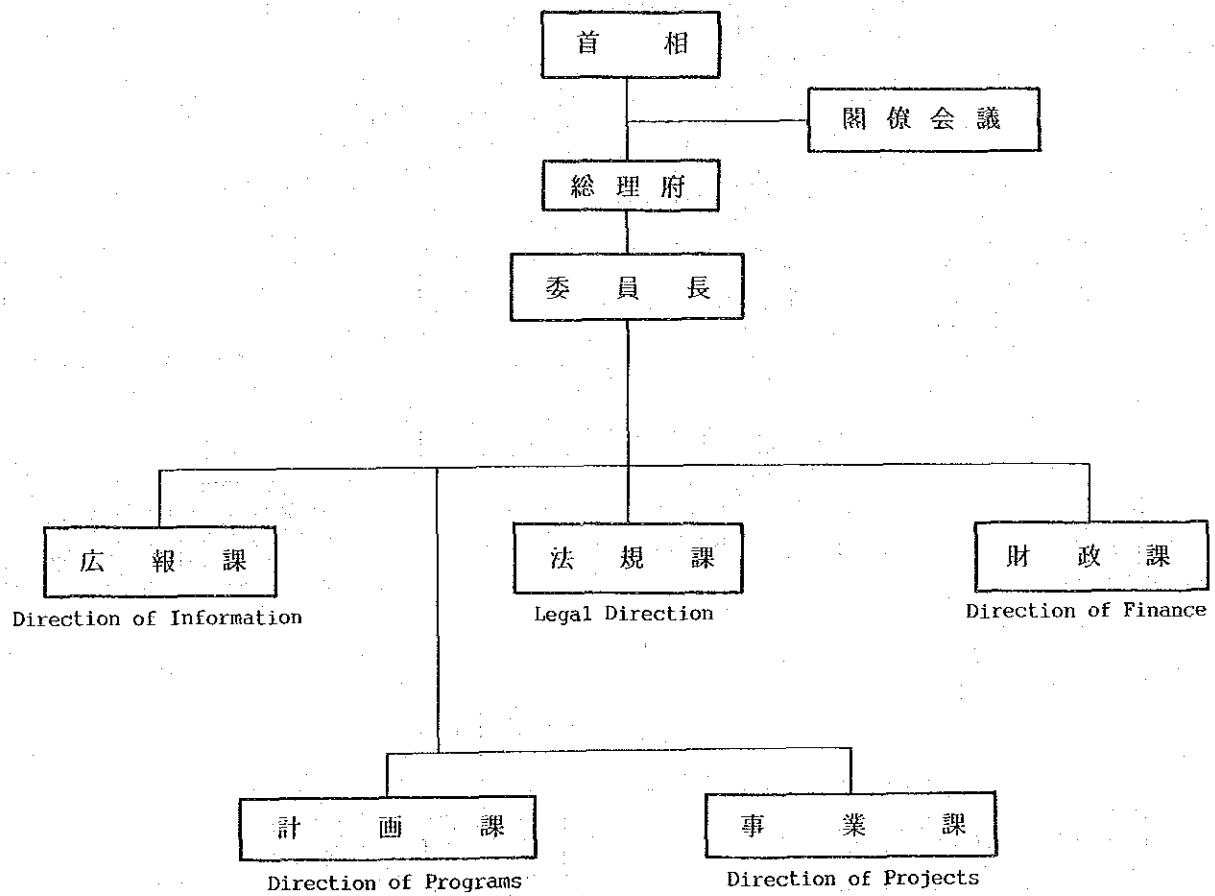 首相
閣僚会議
総理府
委員長
広報課
法規課
財政課
Direction of Information
Legal Direction
Direction of Finance
計画課
事業課
Direction of Programs
Direction of Projects